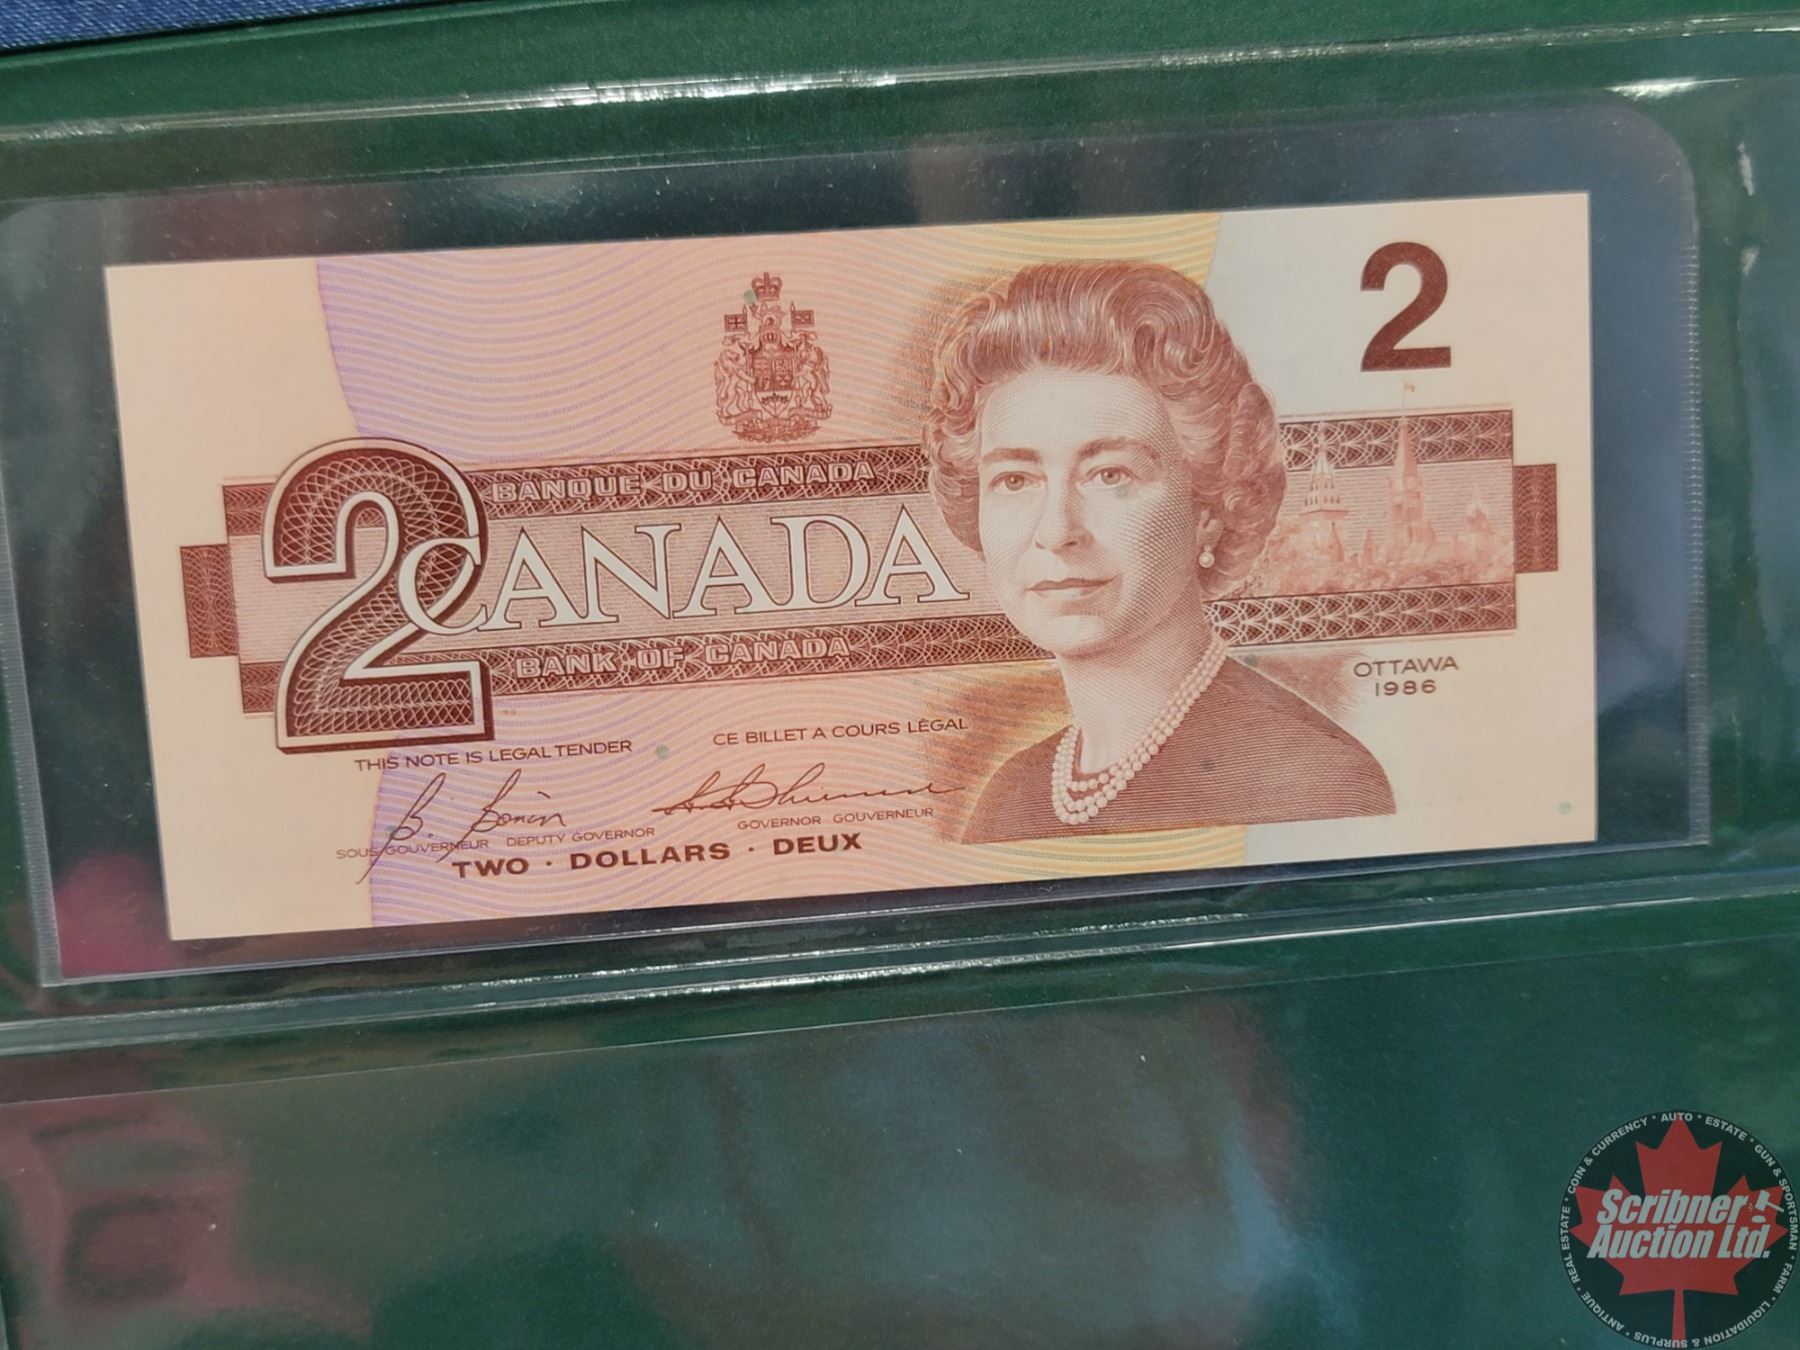 2
BANQUE DU CANADA
2
CANADA
BANK OF CANADA
OTTAWA
1986
THIS NOTE IS LEGAL TENDER
CE BILLET A COURS LÉGAL
B. Bonin
SOUS GOUVERNEUR DEPUTY GOVERNOR
GOVERNOR GOUVERNEUR
TWO · DOLLARS · DEUX
COIN & CURRENCY • AUTO • ESTATE • GUN & SPORTSMAN • FARM • LIQUIDATION & SURPLUS • ANTIQUE • REAL ESTATE •
Scribner
Auction Ltd.